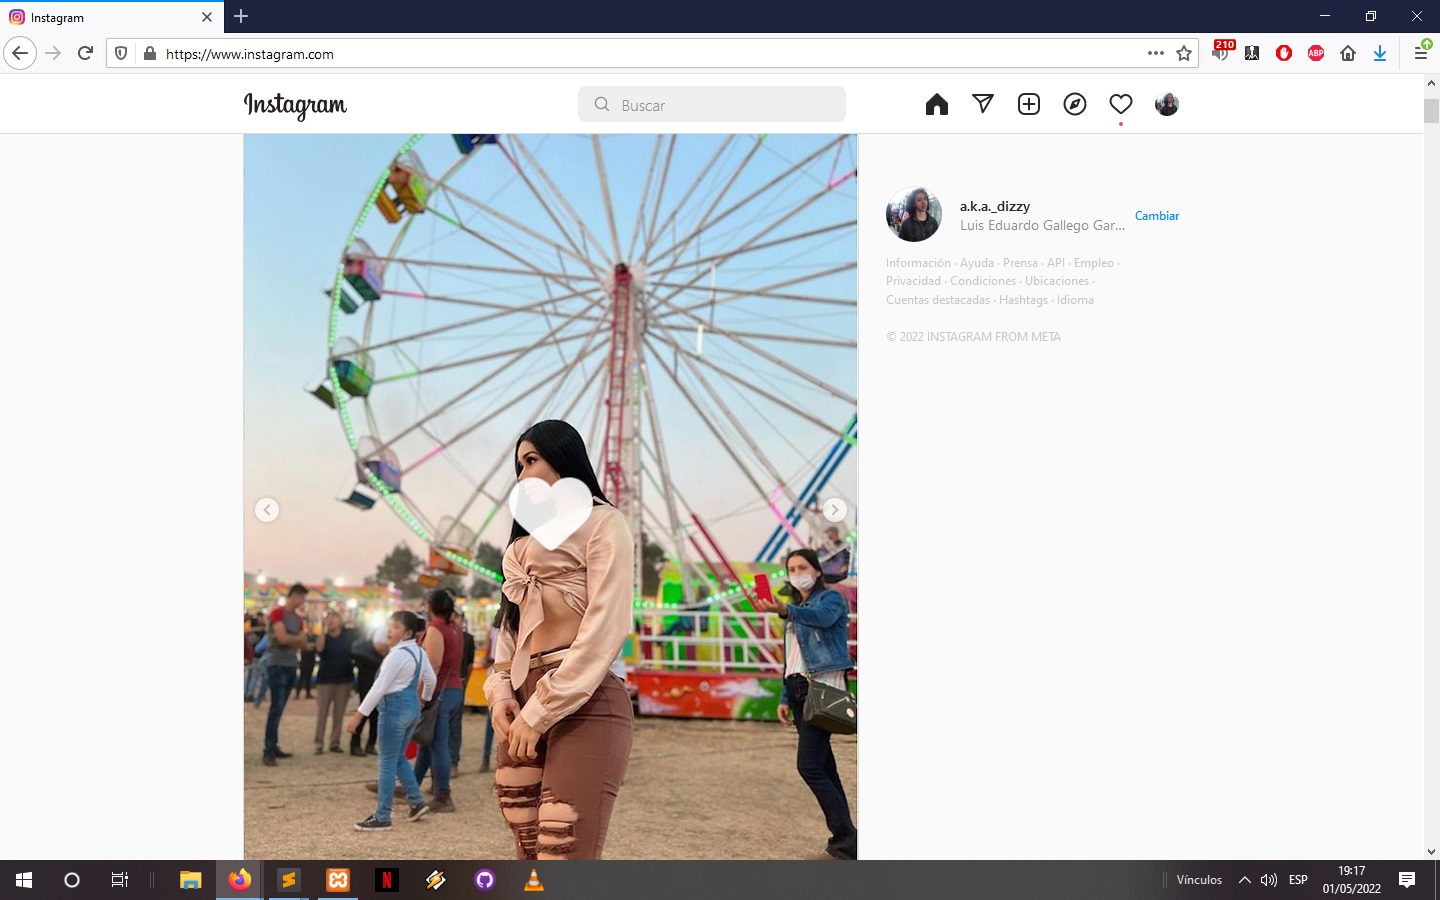 Instagram
https://www.instagram.com
210
ABP
Instagram
Buscar
a.k.a._dizzy
Luis Eduardo Gallego Gar...
Cambiar
Información · Ayuda · Prensa · API · Empleo ·
Privacidad · Condiciones · Ubicaciones ·
Cuentas destacadas · Hashtags · Idioma
© 2022 INSTAGRAM FROM META
Vínculos
ESP
19:17
01/05/2022